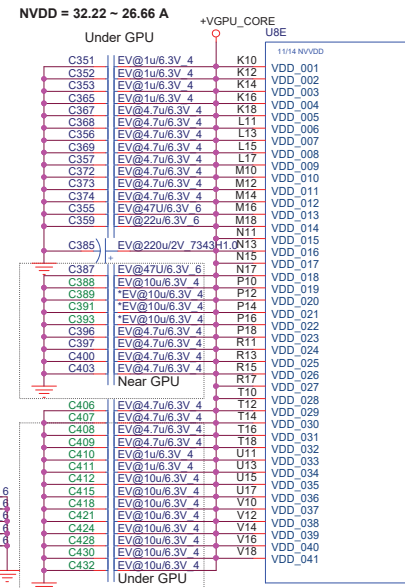 NVDD = 32.22 ~ 26.66 A
+VGPU_CORE
Under GPU
U8E
11/14 NVVDD
C351 EV@1u/6.3V_4 K10 VDD_001
C352 EV@1u/6.3V_4 K12 VDD_002
C353 EV@1u/6.3V_4 K14 VDD_003
C365 EV@1u/6.3V_4 K16 VDD_004
C367 EV@4.7u/6.3V_4 K18 VDD_005
C368 EV@4.7u/6.3V_4 L11 VDD_006
C356 EV@4.7u/6.3V_4 L13 VDD_007
C369 EV@4.7u/6.3V_4 L15 VDD_008
C357 EV@4.7u/6.3V_4 L17 VDD_009
C372 EV@4.7u/6.3V_4 M10 VDD_010
C373 EV@4.7u/6.3V_4 M12 VDD_011
C374 EV@4.7u/6.3V_4 M14 VDD_012
C355 EV@47U/6.3V_6 M16 VDD_013
C359 EV@22u/6.3V_6 M18 VDD_014
N11 VDD_015
C385 + EV@220u/2V_7343H1.0 N13 VDD_016
N15 VDD_017
C387 EV@47U/6.3V_6 N17 VDD_018
C388 EV@10u/6.3V_4 P10 VDD_019
C389 *EV@10u/6.3V_4 P12 VDD_020
C391 *EV@10u/6.3V_4 P14 VDD_021
C393 *EV@10u/6.3V_4 P16 VDD_022
C396 EV@4.7u/6.3V_4 P18 VDD_023
C397 EV@4.7u/6.3V_4 R11 VDD_024
C400 EV@4.7u/6.3V_4 R13 VDD_025
C403 EV@4.7u/6.3V_4 R15 VDD_026
Near GPU R17 VDD_027
T10 VDD_028
C406 EV@4.7u/6.3V_4 T12 VDD_029
C407 EV@4.7u/6.3V_4 T14 VDD_030
C408 EV@4.7u/6.3V_4 T16 VDD_031
C409 EV@4.7u/6.3V_4 T18 VDD_032
C410 EV@1u/6.3V_4 U11 VDD_033
C411 EV@1u/6.3V_4 U13 VDD_034
C412 EV@10u/6.3V_4 U15 VDD_035
C415 EV@10u/6.3V_4 U17 VDD_036
C418 EV@10u/6.3V_4 V10 VDD_037
C421 EV@10u/6.3V_4 V12 VDD_038
C424 EV@10u/6.3V_4 V14 VDD_039
C428 EV@10u/6.3V_4 V16 VDD_040
C430 EV@10u/6.3V_4 V18 VDD_041
C432 EV@10u/6.3V_4
Under GPU
6
6
6
6
6